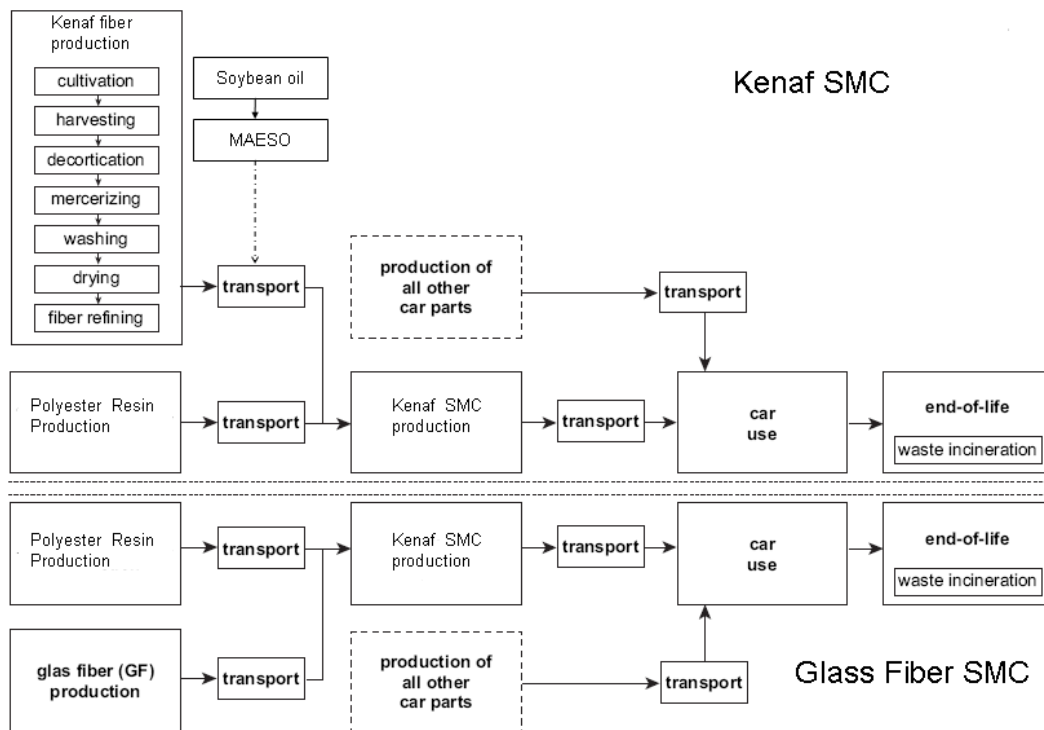 Kenaf fiber
production
cultivation
harvesting
decortication
mercerizing
washing
drying
fiber refining
Soybean oil
MAESO
Kenaf SMC
transport
production of
all other
car parts
transport
Polyester Resin
Production
transport
Kenaf SMC
production
transport
car
use
end-of-life
waste incineration
Polyester Resin
Production
transport
Kenaf SMC
production
transport
car
use
end-of-life
waste incineration
glas fiber (GF)
production
transport
production of
all other
car parts
transport
Glass Fiber SMC